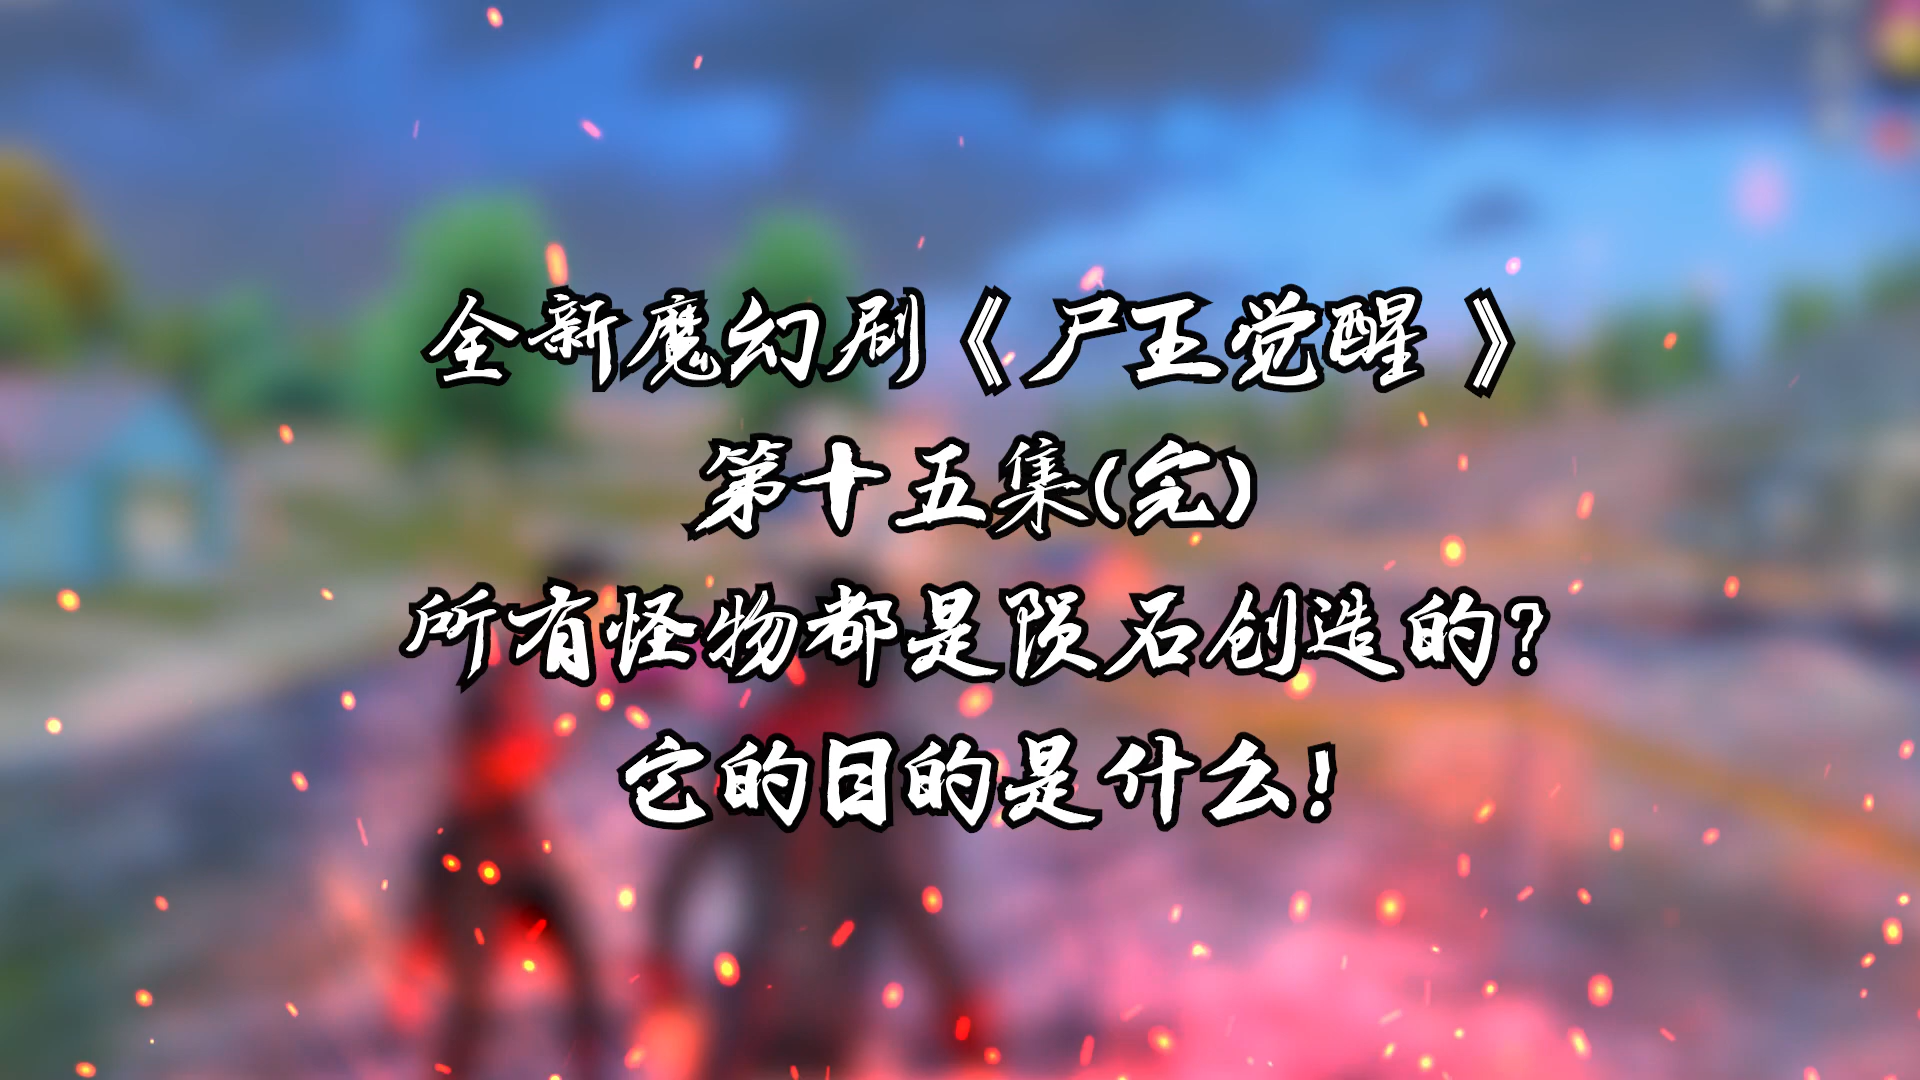 全新魔幻剧《尸王觉醒 》
第十五集(完)
所有怪物都是陨石创造的?
它的目的是什么!